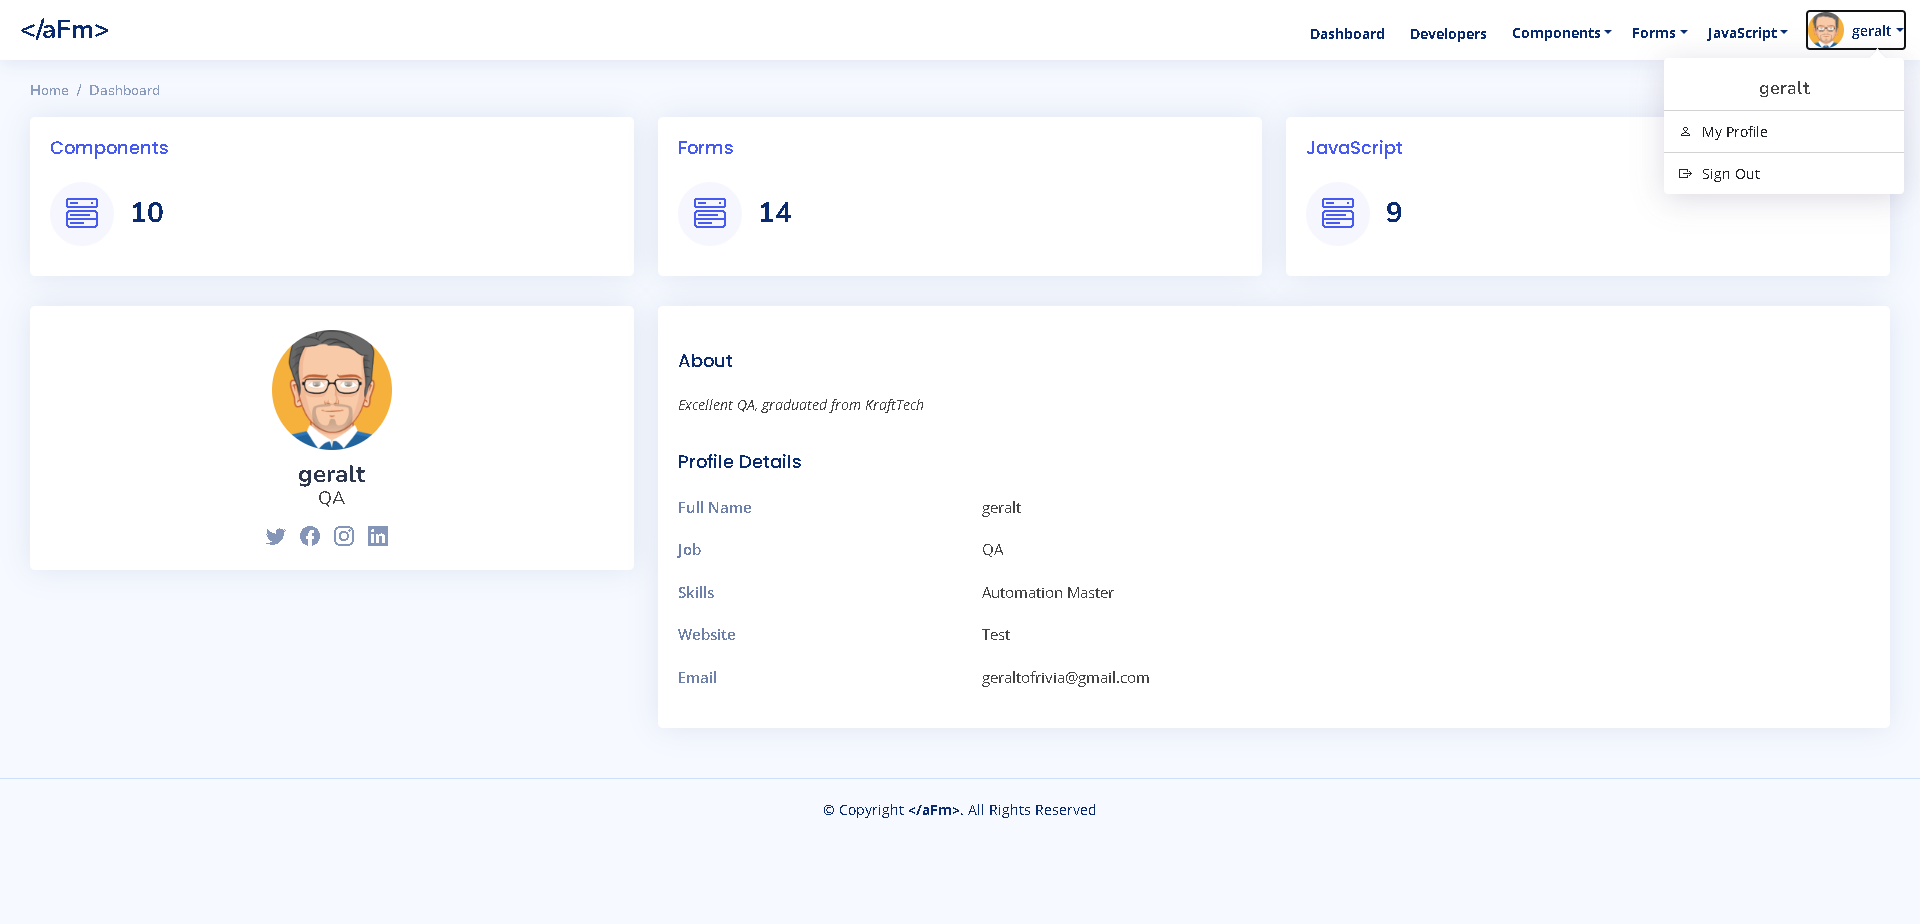 </aFm>
Dashboard Developers Components Forms JavaScript geralt
geralt
My Profile
Sign Out
Home / Dashboard
Components
10
Forms
14
JavaScript
9
geralt
QA
About
Excellent QA, graduated from KraftTech
Profile Details
Full Name geralt
Job QA
Skills Automation Master
Website Test
Email geraltofrivia@gmail.com
© Copyright </aFm>. All Rights Reserved